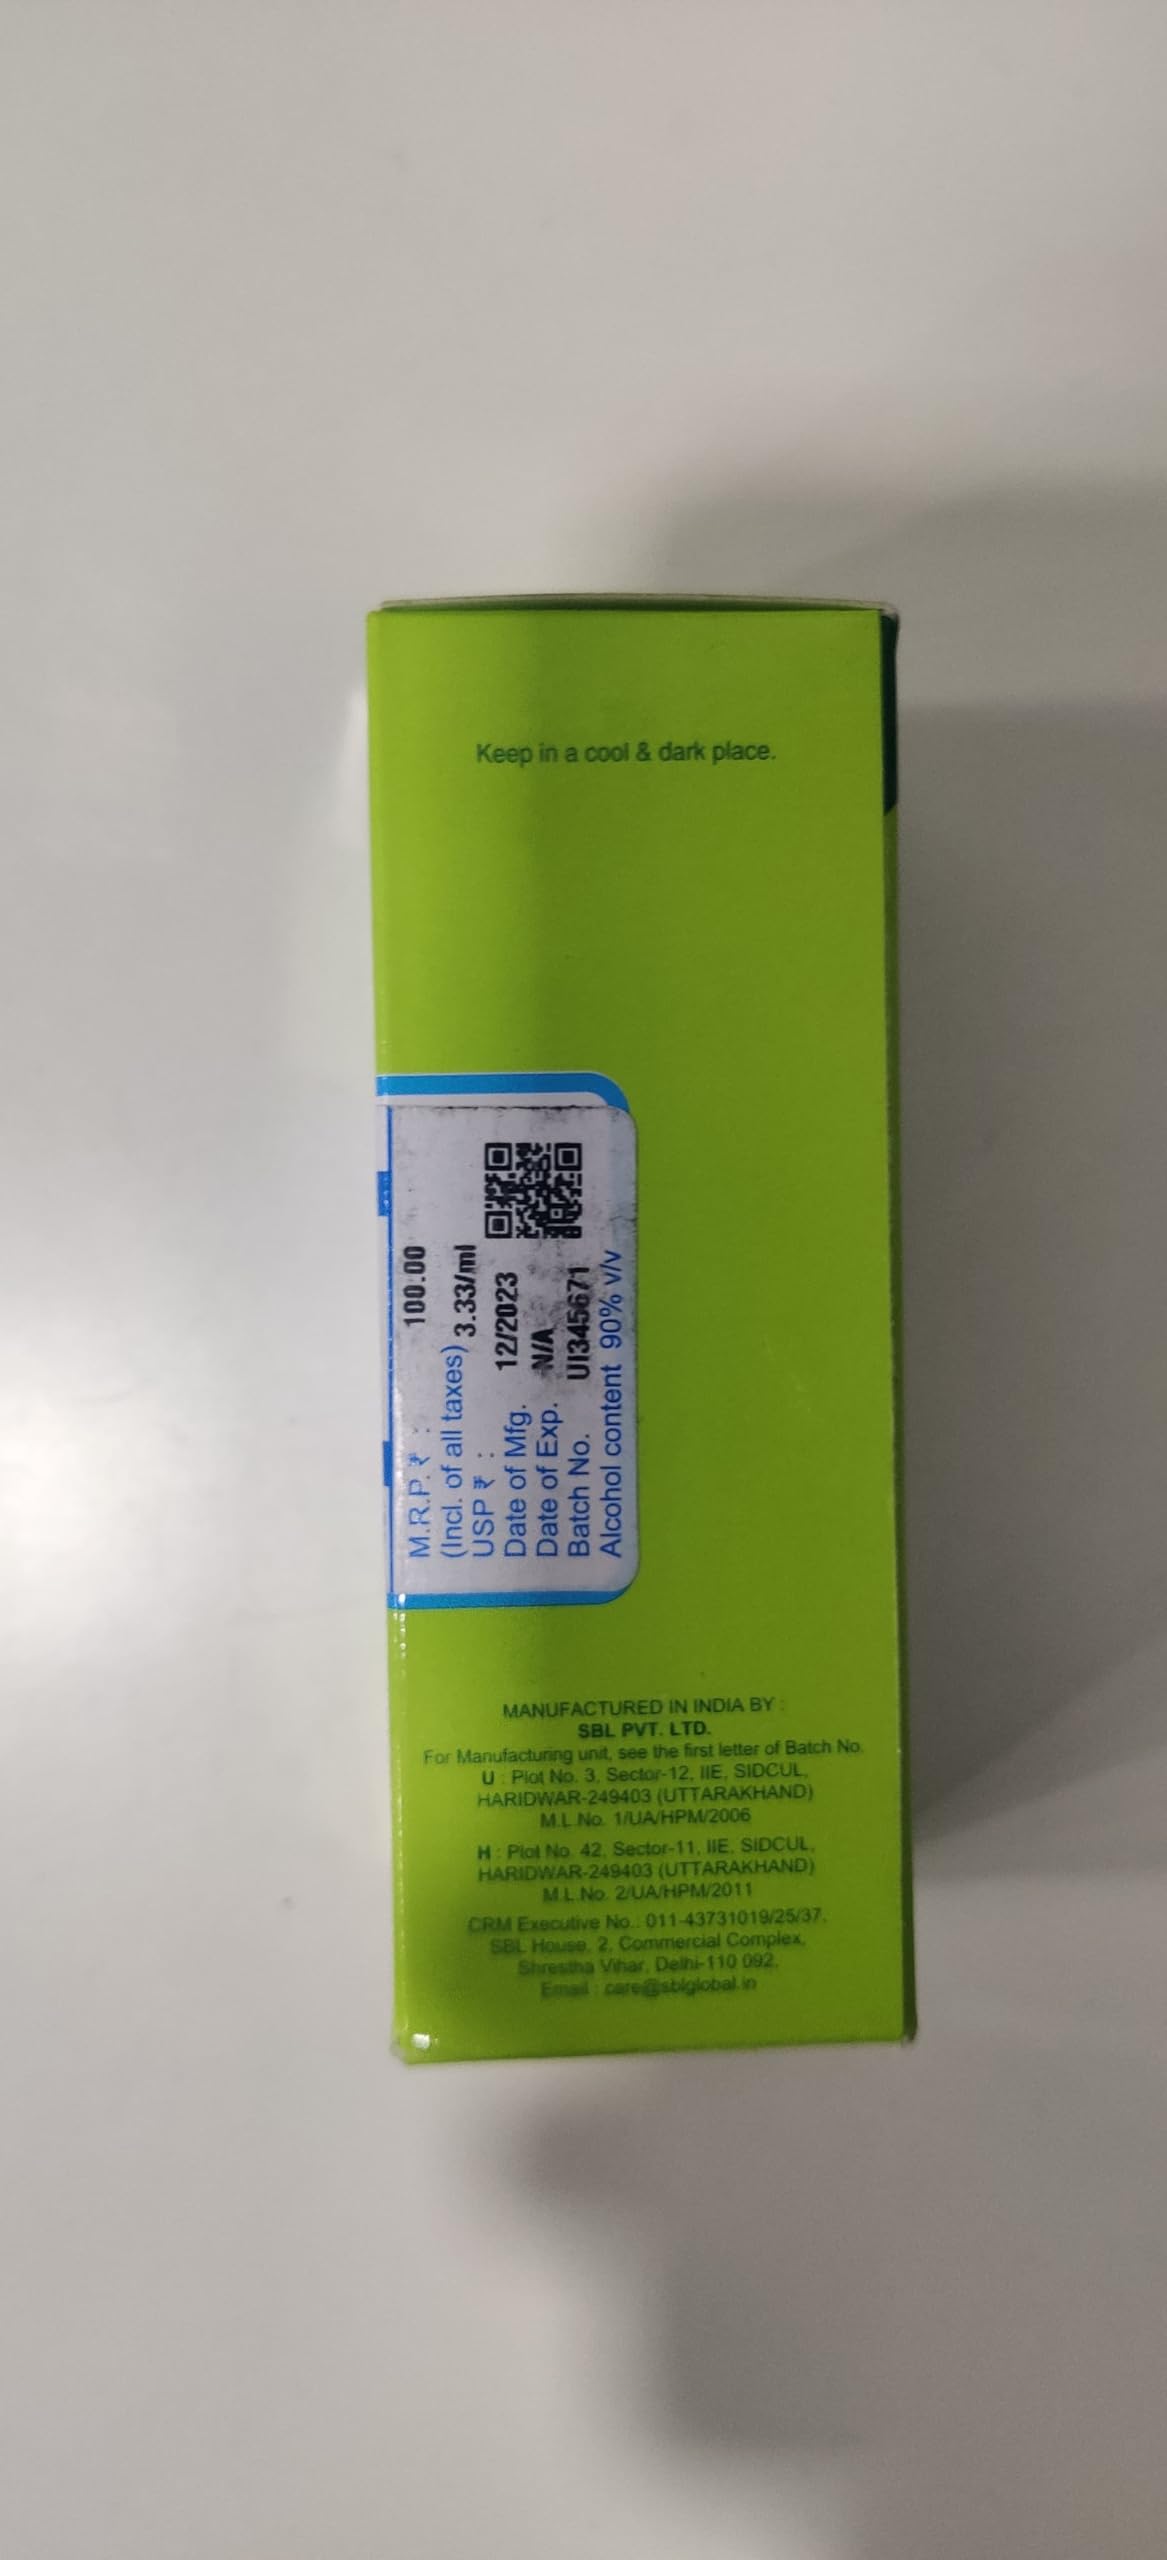 Keep in a cool & dark place.
M.R.P. ₹ : 100.00
(Incl. of all taxes)
USP ₹ : 3.33/ml
Date of Mfg. 12/2023
Date of Exp. N/A
Batch No. UI345671
Alcohol content 90% v/v
MANUFACTURED IN INDIA BY :
SBL PVT. LTD.
For Manufacturing unit, see the first letter of Batch No.
U : Plot No. 3, Sector-12, IIE, SIDCUL,
HARIDWAR-249403 (UTTARAKHAND)
M.L.No. 1/UA/HPM/2006
H : Plot No. 42, Sector-11, IIE, SIDCUL,
HARIDWAR-249403 (UTTARAKHAND)
M.L.No. 2/UA/HPM/2011
CRM Executive No.: 011-43731019/25/37,
SBL House, 2, Commercial Complex,
Shrestha Vihar, Delhi-110 092,
Email : care@sblglobal.in